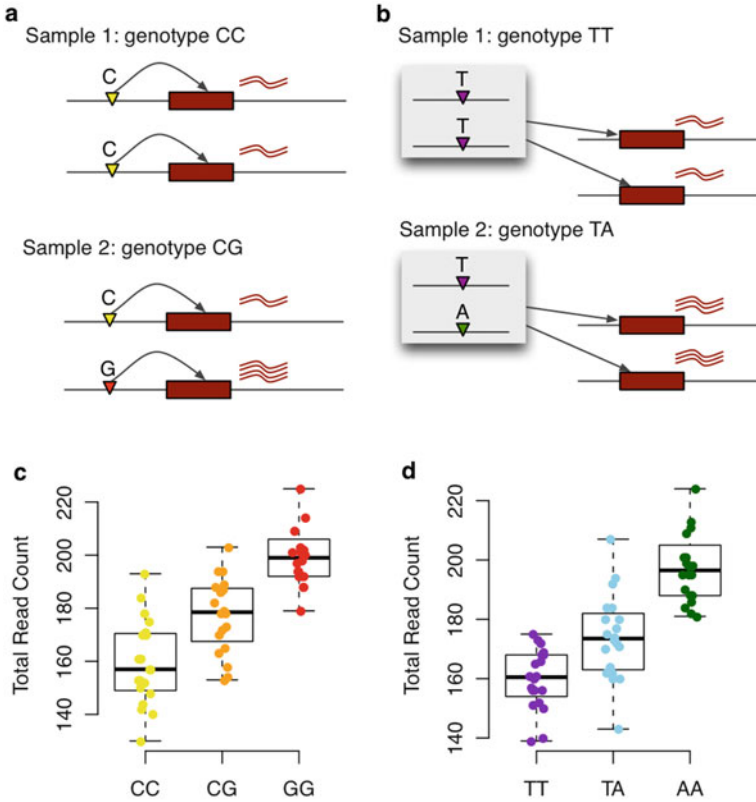 a
Sample 1: genotype CC
C
C
Sample 2: genotype CG
C
G
b
Sample 1: genotype TT
T
T
Sample 2: genotype TA
T
A
c
Total Read Count
220
200
180
160
140
CC CG GG
d
Total Read Count
220
200
180
160
140
TT TA AA